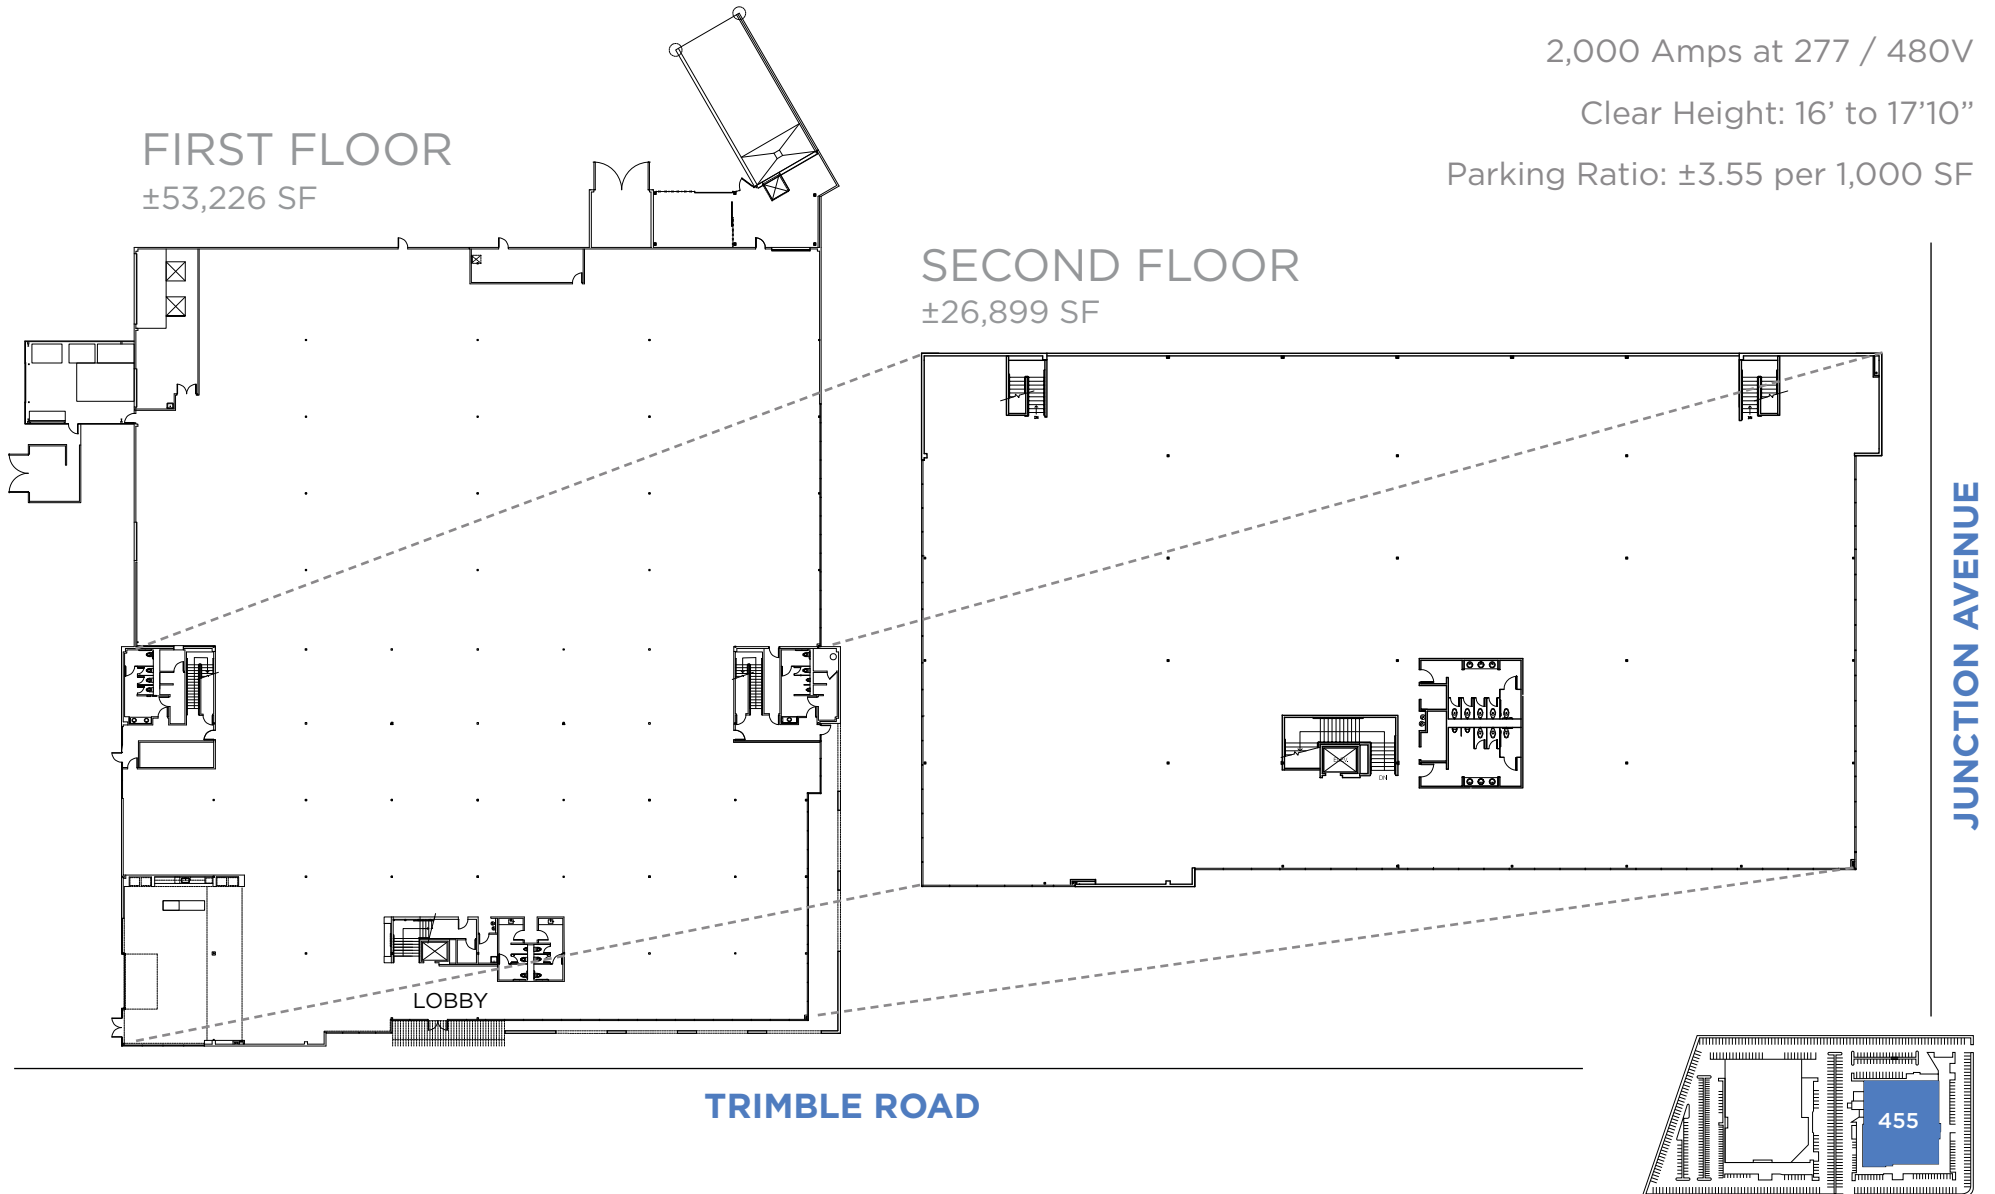 2,000 Amps at 277 / 480V
Clear Height: 16’ to 17’10”
Parking Ratio: ±3.55 per 1,000 SF
FIRST FLOOR
±53,226 SF
SECOND FLOOR
±26,899 SF
JUNCTION AVENUE
DN
LOBBY
TRIMBLE ROAD
455